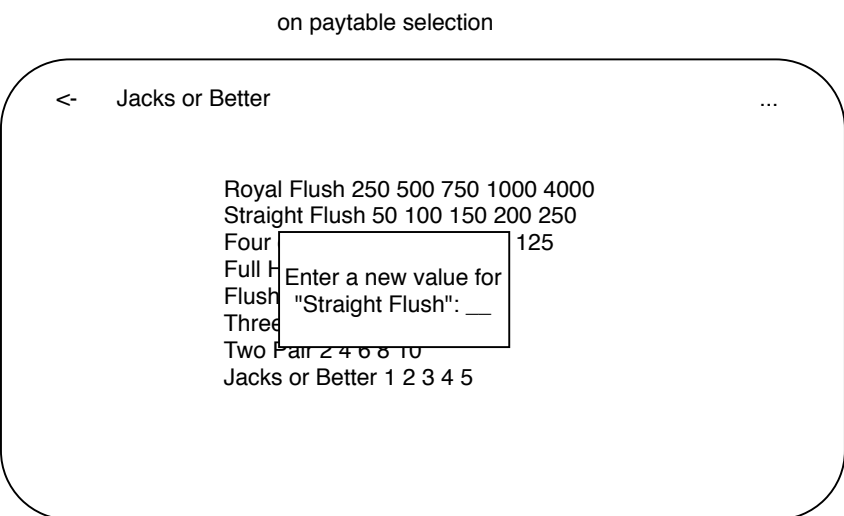 on paytable selection
<- Jacks or Better ...
Royal Flush 250 500 750 1000 4000
Straight Flush 50 100 150 200 250
Four 125
Full
Enter a new value for
Flush
"Straight Flush": __
Three
Two Pair 2 4 6 8 10
Jacks or Better 1 2 3 4 5